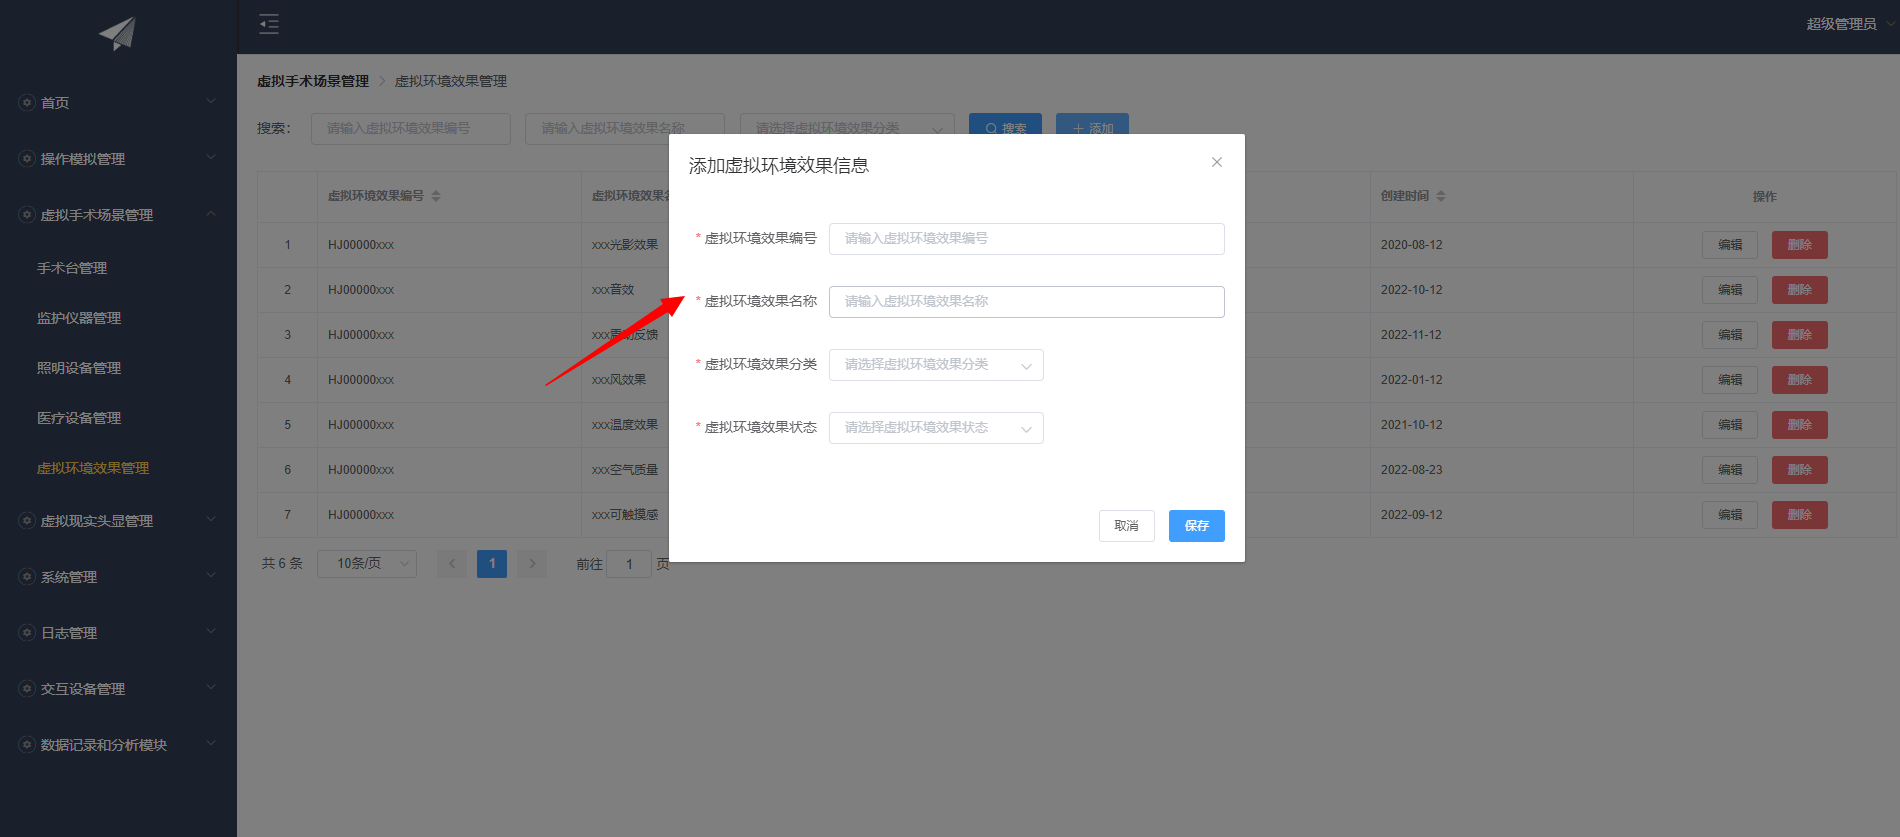 超级管理员
首页
操作模拟管理
虚拟手术场景管理
手术台管理
监护仪器管理
照明设备管理
医疗设备管理
虚拟环境效果管理
虚拟现实头显管理
系统管理
日志管理
交互设备管理
数据记录和分析模块
虚拟手术场景管理 虚拟环境效果管理
搜索: 请输入虚拟环境效果编号 请输入虚拟环境效果名称 请选择虚拟环境效果分类 搜索 添加
虚拟环境效果编号 虚拟环境效果 创建时间 操作
1 HJ00000xxx xxx光影效果 2020-08-12 编辑 删除
2 HJ00000xxx xxx音效 2022-10-12 编辑 删除
3 HJ00000xxx 反馈 2022-11-12 编辑 删除
4 HJ00000xxx xxx风效果 2022-01-12 编辑 删除
5 HJ00000xxx xxx温度效果 2021-10-12 编辑 删除
6 HJ00000xxx xxx空气质量 2022-08-23 编辑 删除
7 HJ00000xxx xxx可触摸感 2022-09-12 编辑 删除
共 6 条 10条/页 1 前往 1 页
添加虚拟环境效果信息
* 虚拟环境效果编号 请输入虚拟环境效果编号
* 虚拟环境效果名称 请输入虚拟环境效果名称
* 虚拟环境效果分类 请选择虚拟环境效果分类
* 虚拟环境效果状态 请选择虚拟环境效果状态
取消 保存